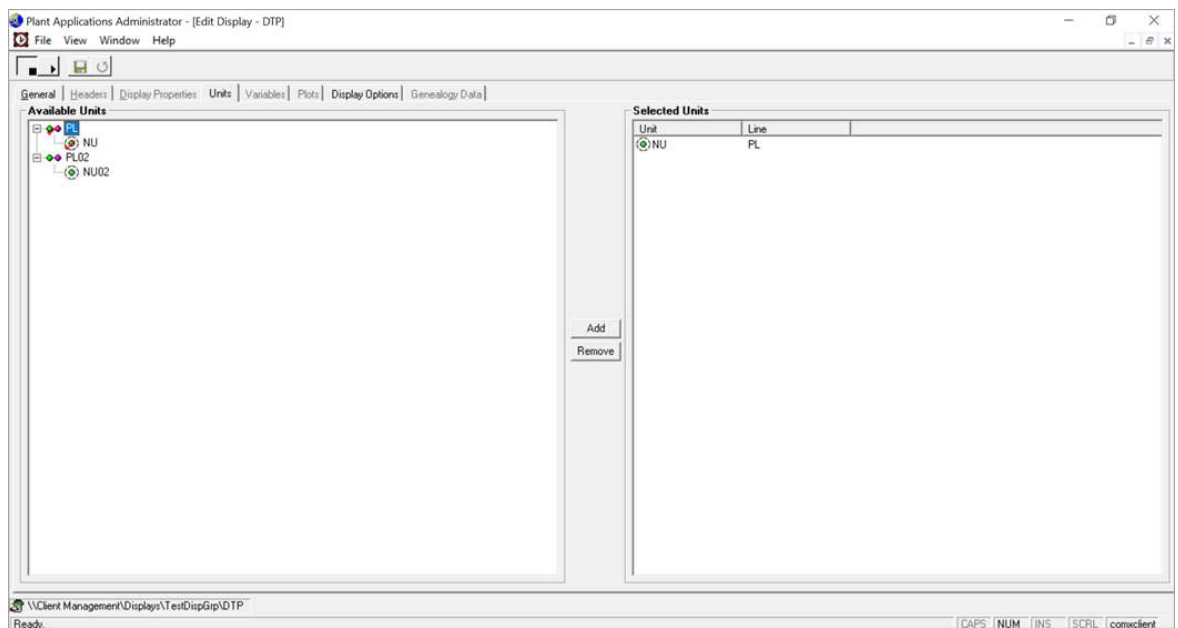 Plant Applications Administrator - [Edit Display - DTP]
File View Window Help
General Headers Display Properties Units Variables Plots Display Options Genealogy Data
Available Units
PL
NU
PL02
NU02
Add
Remove
Selected Units
Unit Line
NU PL
\\Client Management\Displays\TestDispGrp\DTP
Ready. CAPS NUM INS SCRL comxclient